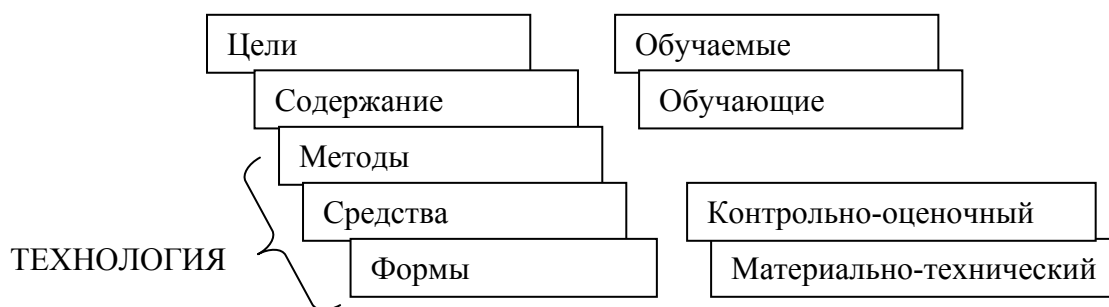 Цели
Обучаемые
Содержание
Обучающие
Методы
Средства
Контрольно-оценочный
ТЕХНОЛОГИЯ
Формы
Материально-технический